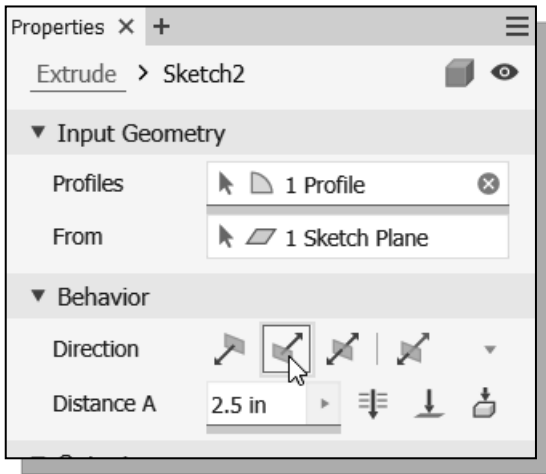 Properties × +
Extrude > Sketch2
Input Geometry
Profiles 1 Profile
From 1 Sketch Plane
Behavior
Direction
Distance A 2.5 in